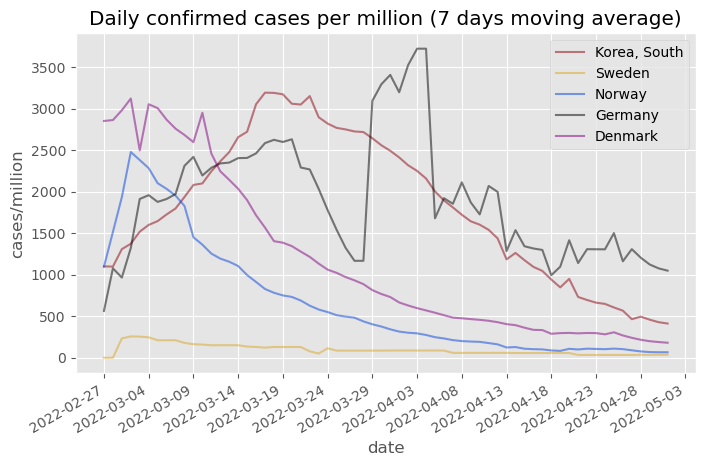 Daily confirmed cases per million (7 days moving average)
cases/million
3500
3000
2500
2000
1500
1000
500
0
Korea, South
Sweden
Norway
Germany
Denmark
2022-02-27
2022-03-04
2022-03-09
2022-03-14
2022-03-19
2022-03-24
2022-03-29
2022-04-03
2022-04-08
2022-04-13
2022-04-18
2022-04-23
2022-04-28
2022-05-03
date